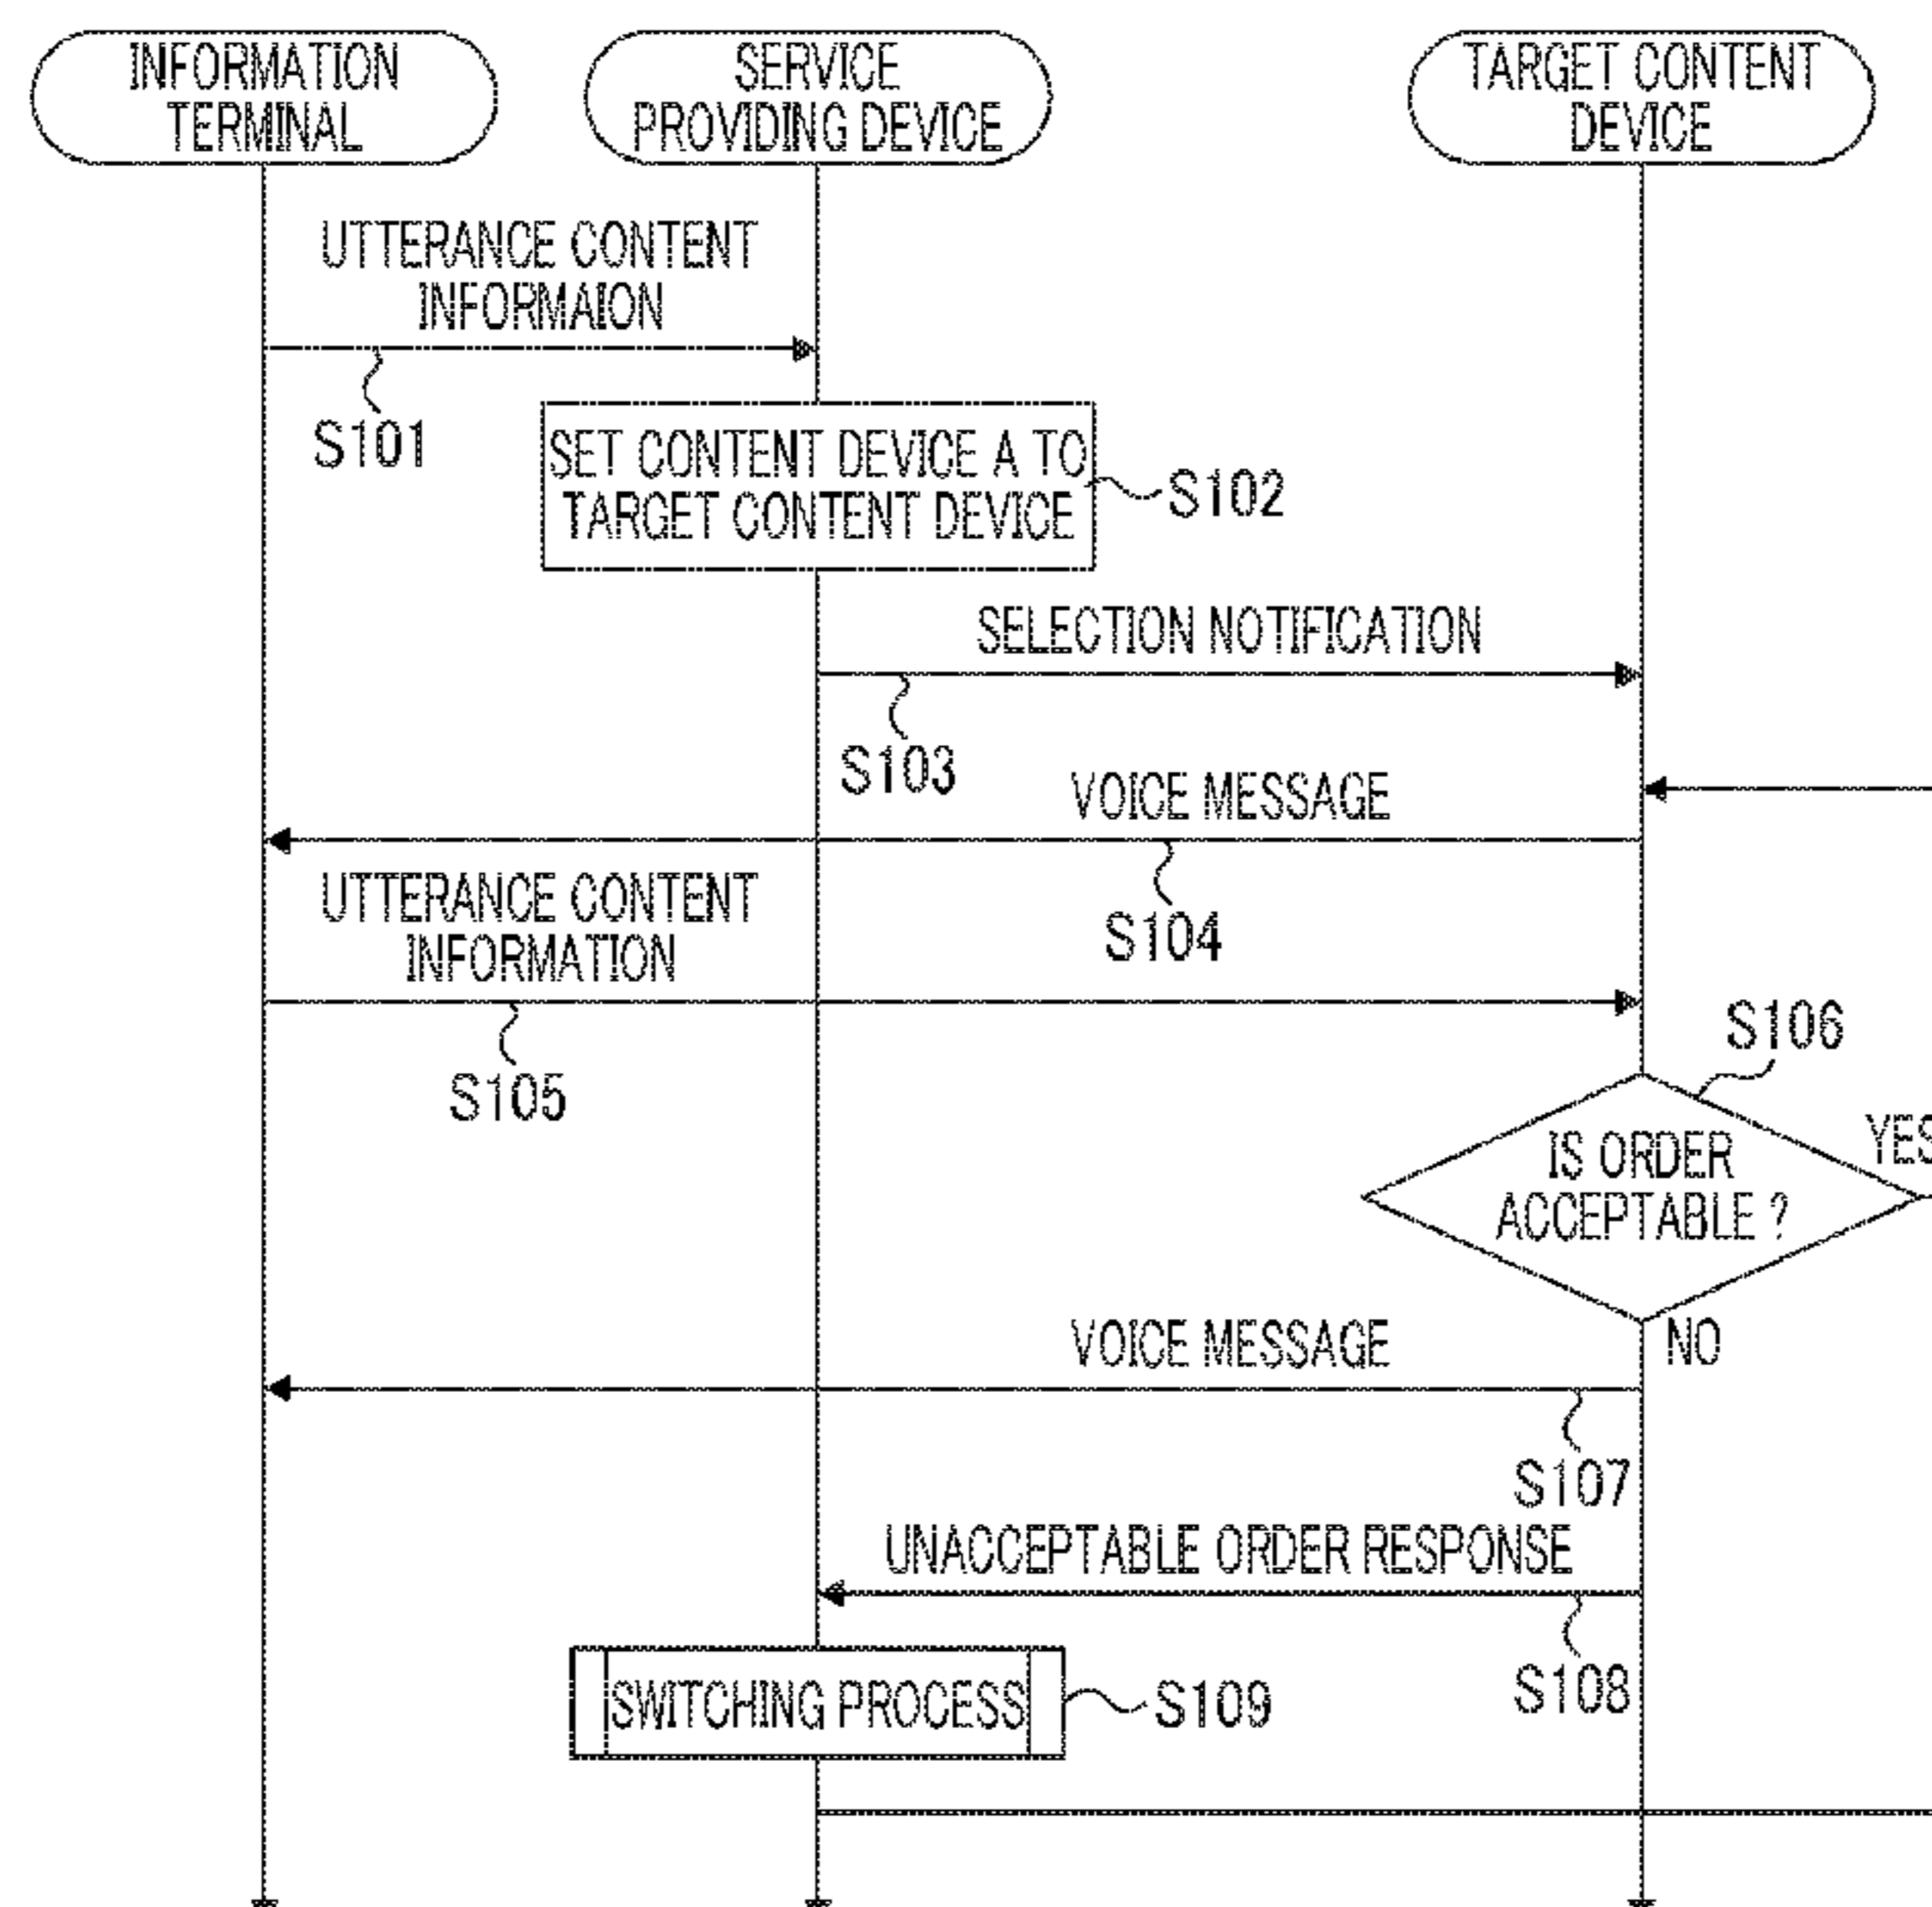 INFORMATION
TERMINAL
SERVICE
PROVIDING DEVICE
TARGET CONTENT
DEVICE
UTTERANCE CONTENT
INFORMAION
S101
SET CONTENT DEVICE A TO
TARGET CONTENT DEVICE
S102
SELECTION NOTIFICATION
S103
VOICE MESSAGE
S104
UTTERANCE CONTENT
INFORMATION
S105
S106
IS ORDER
ACCEPTABLE ?
YES
NO
VOICE MESSAGE
S107
UNACCEPTABLE ORDER RESPONSE
S108
SWITCHING PROCESS
S109